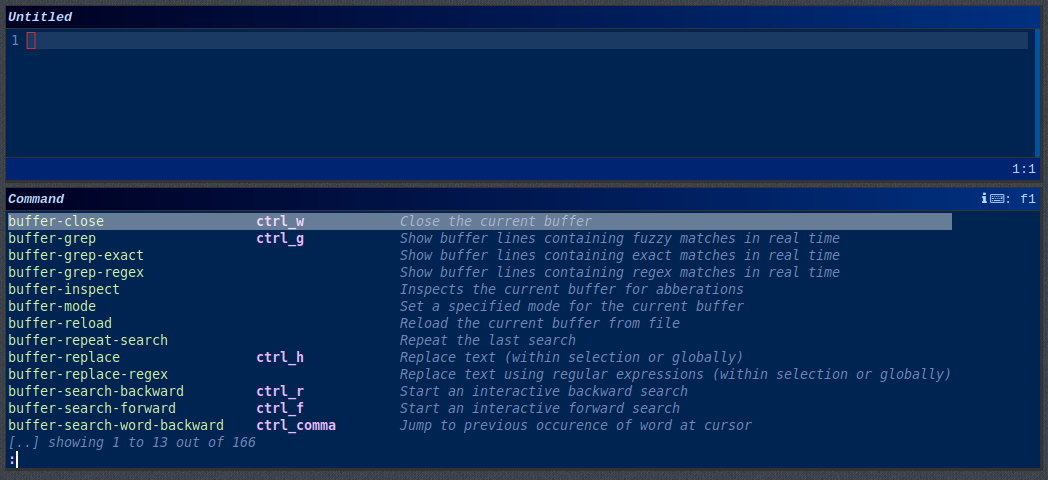 Untitled
1
1:1
Command ℹ⌨: f1
buffer-close ctrl_w Close the current buffer
buffer-grep ctrl_g Show buffer lines containing fuzzy matches in real time
buffer-grep-exact Show buffer lines containing exact matches in real time
buffer-grep-regex Show buffer lines containing regex matches in real time
buffer-inspect Inspects the current buffer for abberations
buffer-mode Set a specified mode for the current buffer
buffer-reload Reload the current buffer from file
buffer-repeat-search Repeat the last search
buffer-replace ctrl_h Replace text (within selection or globally)
buffer-replace-regex Replace text using regular expressions (within selection or globally)
buffer-search-backward ctrl_r Start an interactive backward search
buffer-search-forward ctrl_f Start an interactive forward search
buffer-search-word-backward ctrl_comma Jump to previous occurence of word at cursor
[..] showing 1 to 13 out of 166
: